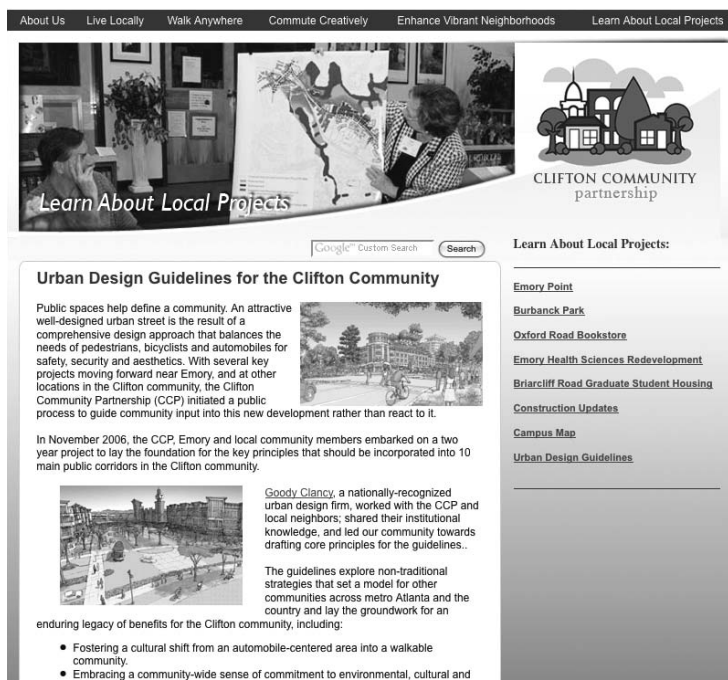 About Us Live Locally Walk Anywhere Commute Creatively Enhance Vibrant Neighborhoods Learn About Local Projects
Learn About Local Projects
CLIFTON COMMUNITY
partnership
Google™ Custom Search Search
Urban Design Guidelines for the Clifton Community
Public spaces help define a community. An attractive
well-designed urban street is the result of a
comprehensive design approach that balances the
needs of pedestrians, bicyclists and automobiles for
safety, security and aesthetics. With several key
projects moving forward near Emory, and at other
locations in the Clifton community, the Clifton
Community Partnership (CCP) initiated a public
process to guide community input into this new development rather than react to it.
In November 2006, the CCP, Emory and local community members embarked on a two
year project to lay the foundation for the key principles that should be incorporated into 10
main public corridors in the Clifton community.
Goody Clancy, a nationally-recognized
urban design firm, worked with the CCP and
local neighbors; shared their institutional
knowledge, and led our community towards
drafting core principles for the guidelines..
The guidelines explore non-traditional
strategies that set a model for other
communities across metro Atlanta and the
country and lay the groundwork for an
enduring legacy of benefits for the Clifton community, including:
● Fostering a cultural shift from an automobile-centered area into a walkable
community.
● Embracing a community-wide sense of commitment to environmental, cultural and
Learn About Local Projects:
Emory Point
Burbanck Park
Oxford Road Bookstore
Emory Health Sciences Redevelopment
Briarcliff Road Graduate Student Housing
Construction Updates
Campus Map
Urban Design Guidelines